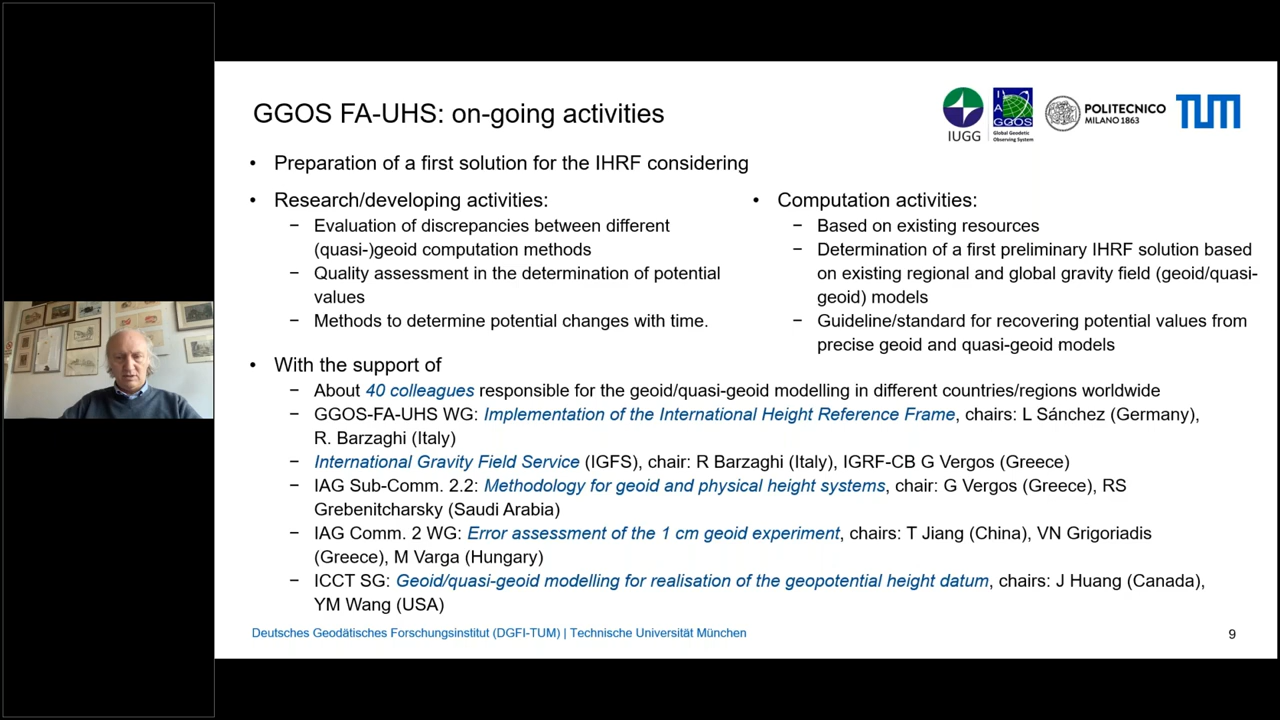 GGOS FA-UHS: on-going activities
IUGG
I A G
GGOS
Global Geodetic
Observing System
POLITECNICO
MILANO 1863
TUM
• Preparation of a first solution for the IHRF considering
• Research/developing activities:
− Evaluation of discrepancies between different
(quasi-)geoid computation methods
− Quality assessment in the determination of potential
values
− Methods to determine potential changes with time.
• Computation activities:
− Based on existing resources
− Determination of a first preliminary IHRF solution based
on existing regional and global gravity field (geoid/quasi-
geoid) models
− Guideline/standard for recovering potential values from
precise geoid and quasi-geoid models
• With the support of
− About 40 colleagues responsible for the geoid/quasi-geoid modelling in different countries/regions worldwide
− GGOS-FA-UHS WG: Implementation of the International Height Reference Frame, chairs: L Sánchez (Germany),
R. Barzaghi (Italy)
− International Gravity Field Service (IGFS), chair: R Barzaghi (Italy), IGRF-CB G Vergos (Greece)
− IAG Sub-Comm. 2.2: Methodology for geoid and physical height systems, chair: G Vergos (Greece), RS
Grebenitcharsky (Saudi Arabia)
− IAG Comm. 2 WG: Error assessment of the 1 cm geoid experiment, chairs: T Jiang (China), VN Grigoriadis
(Greece), M Varga (Hungary)
− ICCT SG: Geoid/quasi-geoid modelling for realisation of the geopotential height datum, chairs: J Huang (Canada),
YM Wang (USA)
Deutsches Geodätisches Forschungsinstitut (DGFI-TUM) | Technische Universität München
9